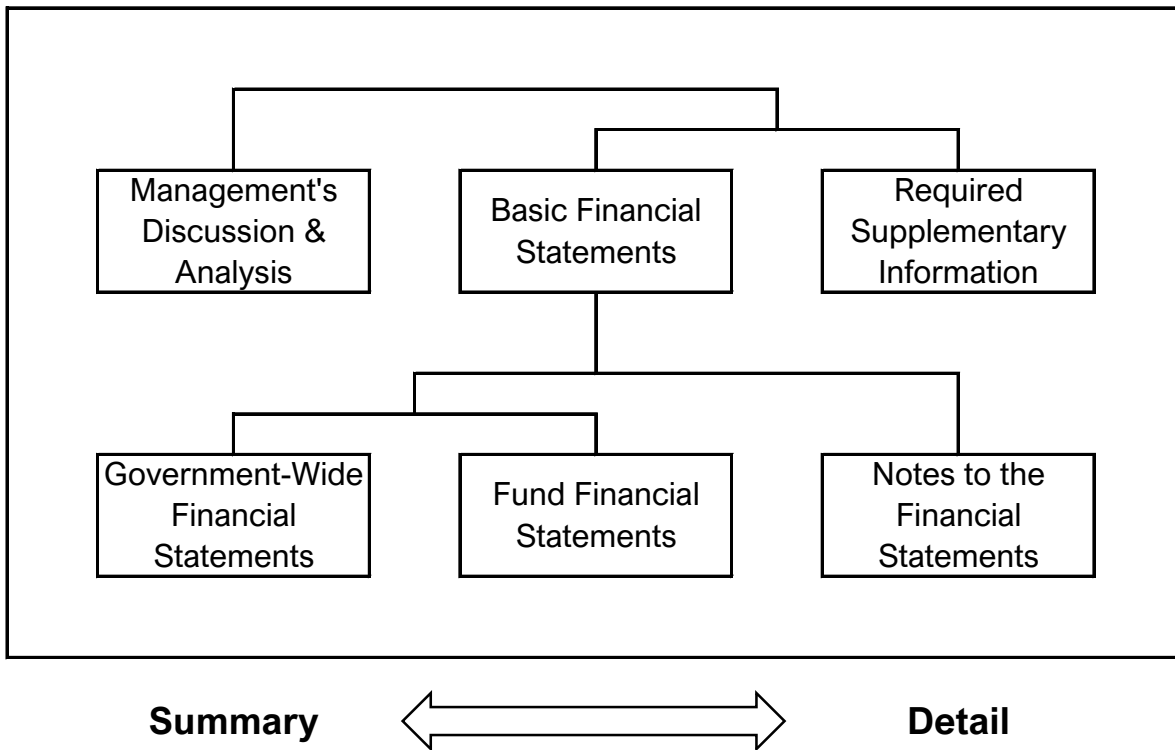 Management's
Discussion &
Analysis
Basic Financial
Statements
Required
Supplementary
Information
Government-Wide
Financial
Statements
Fund Financial
Statements
Notes to the
Financial
Statements
Summary
Detail